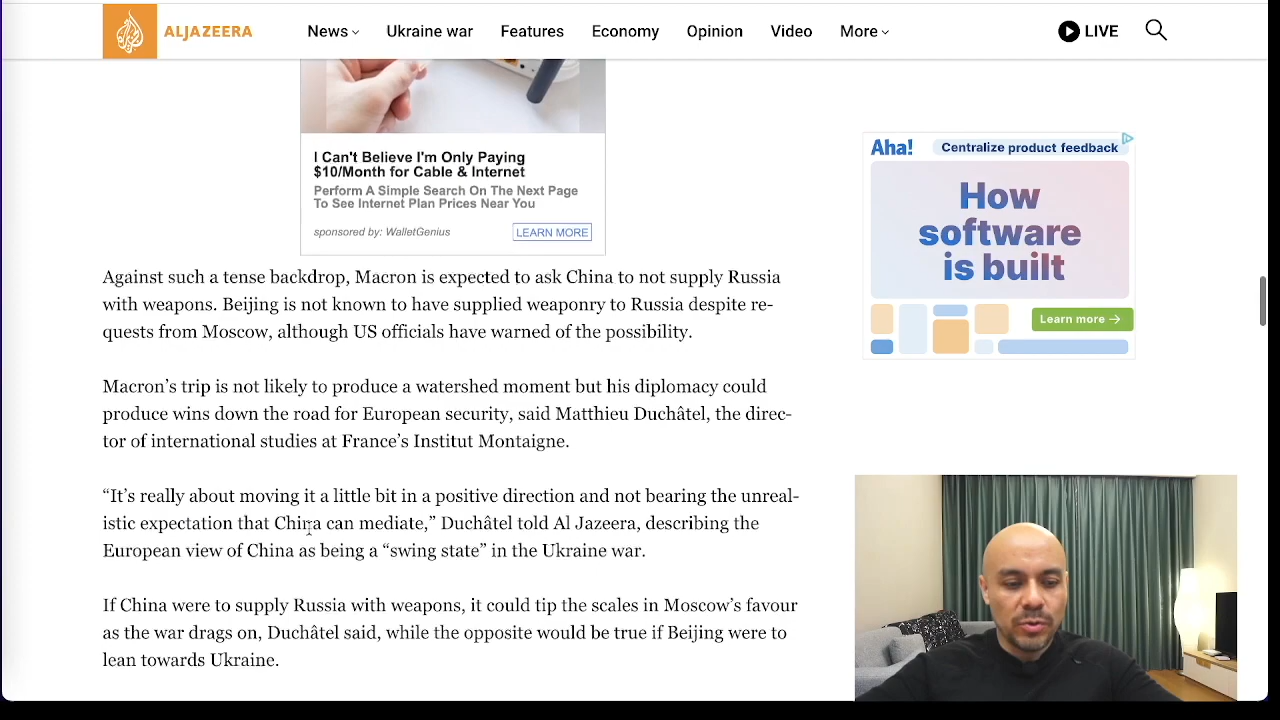 ALJAZEERA
News
Ukraine war
Features
Economy
Opinion
Video
More
LIVE
I Can't Believe I'm Only Paying
$10/Month for Cable & Internet
Perform A Simple Search On The Next Page
To See Internet Plan Prices Near You
sponsored by: WalletGenius
LEARN MORE
Aha!
Centralize product feedback
How
software
is built
Learn more →
Against such a tense backdrop, Macron is expected to ask China to not supply Russia
with weapons. Beijing is not known to have supplied weaponry to Russia despite re-
quests from Moscow, although US officials have warned of the possibility.
Macron’s trip is not likely to produce a watershed moment but his diplomacy could
produce wins down the road for European security, said Matthieu Duchâtel, the direc-
tor of international studies at France’s Institut Montaigne.
“It’s really about moving it a little bit in a positive direction and not bearing the unreal-
istic expectation that China can mediate,” Duchâtel told Al Jazeera, describing the
European view of China as being a “swing state” in the Ukraine war.
If China were to supply Russia with weapons, it could tip the scales in Moscow’s favour
as the war drags on, Duchâtel said, while the opposite would be true if Beijing were to
lean towards Ukraine.